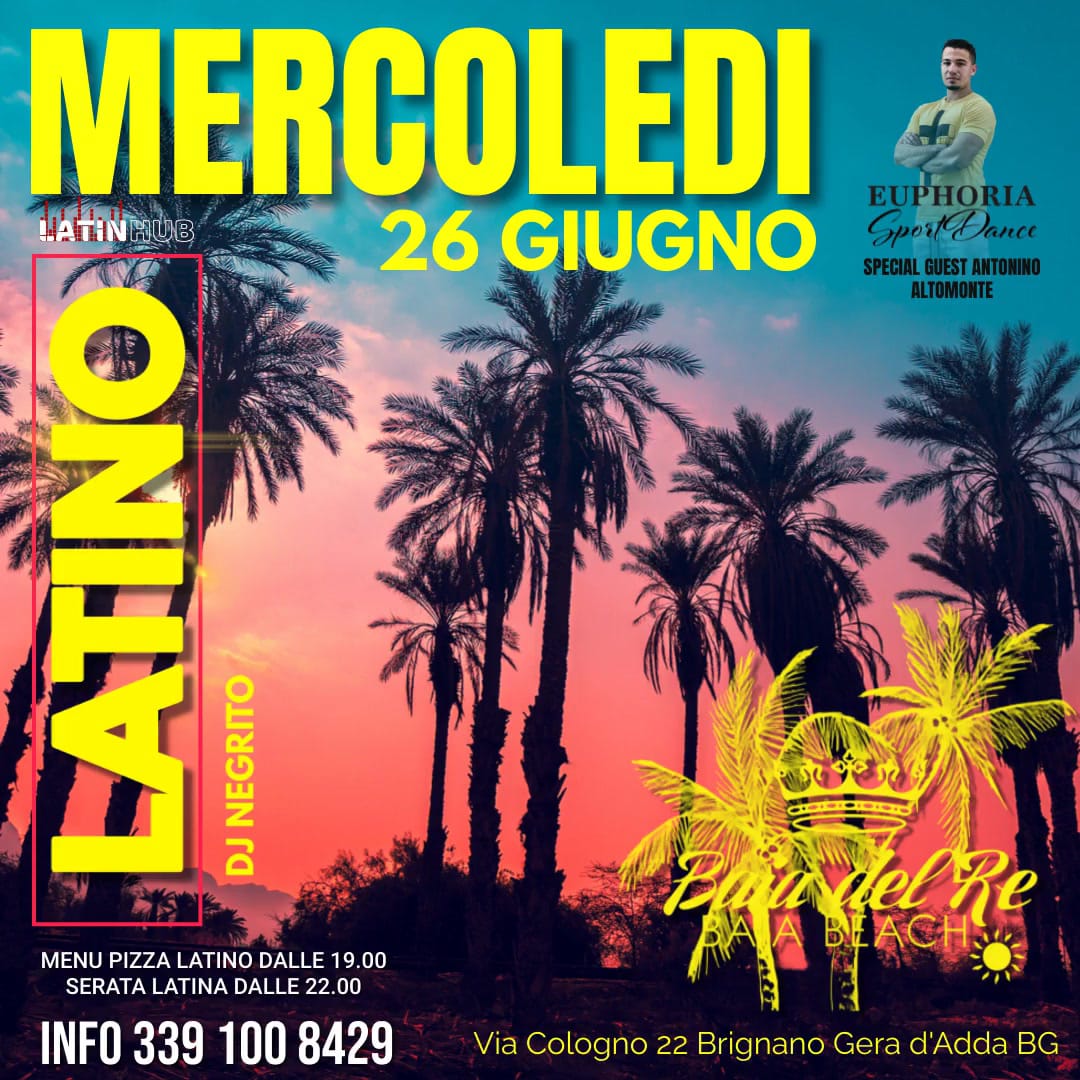 MERCOLEDI
26 GIUGNO
LATINHUB
EUPHORIA
SportDance
SPECIAL GUEST ANTONINO
ALTOMONTE
LATINO
DJ NEGRITO
Baia del Re
BAIA BEACH
MENU PIZZA LATINO DALLE 19.00
SERATA LATINA DALLE 22.00
INFO 339 100 8429
Via Cologno 22 Brignano Gera d'Adda BG